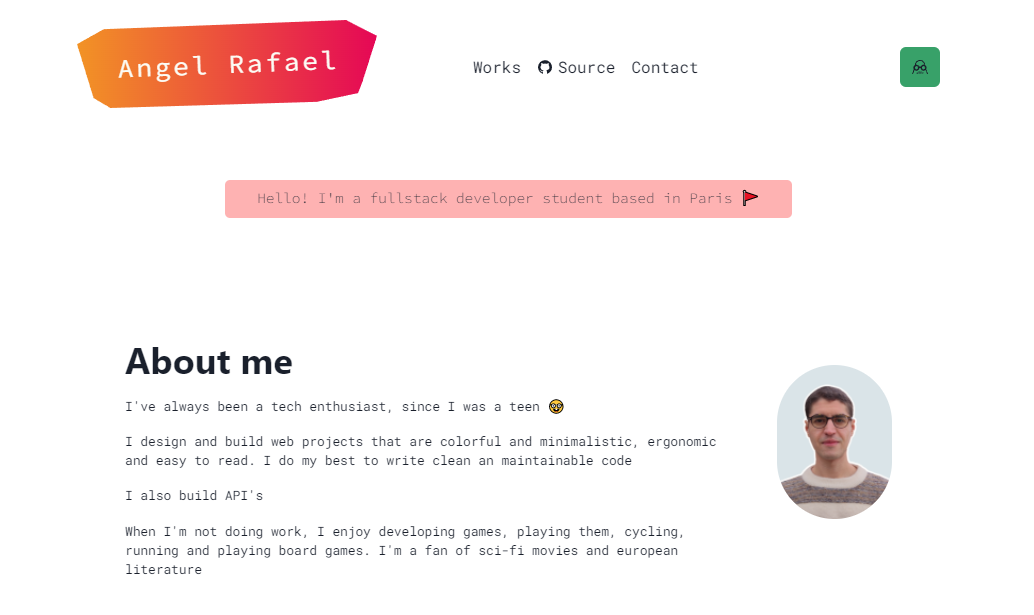 Angel Rafael
Works Source Contact
Hello! I'm a fullstack developer student based in Paris
About me
I've always been a tech enthusiast, since I was a teen
I design and build web projects that are colorful and minimalistic, ergonomic
and easy to read. I do my best to write clean an maintainable code
I also build API's
When I'm not doing work, I enjoy developing games, playing them, cycling,
running and playing board games. I'm a fan of sci-fi movies and european
literature